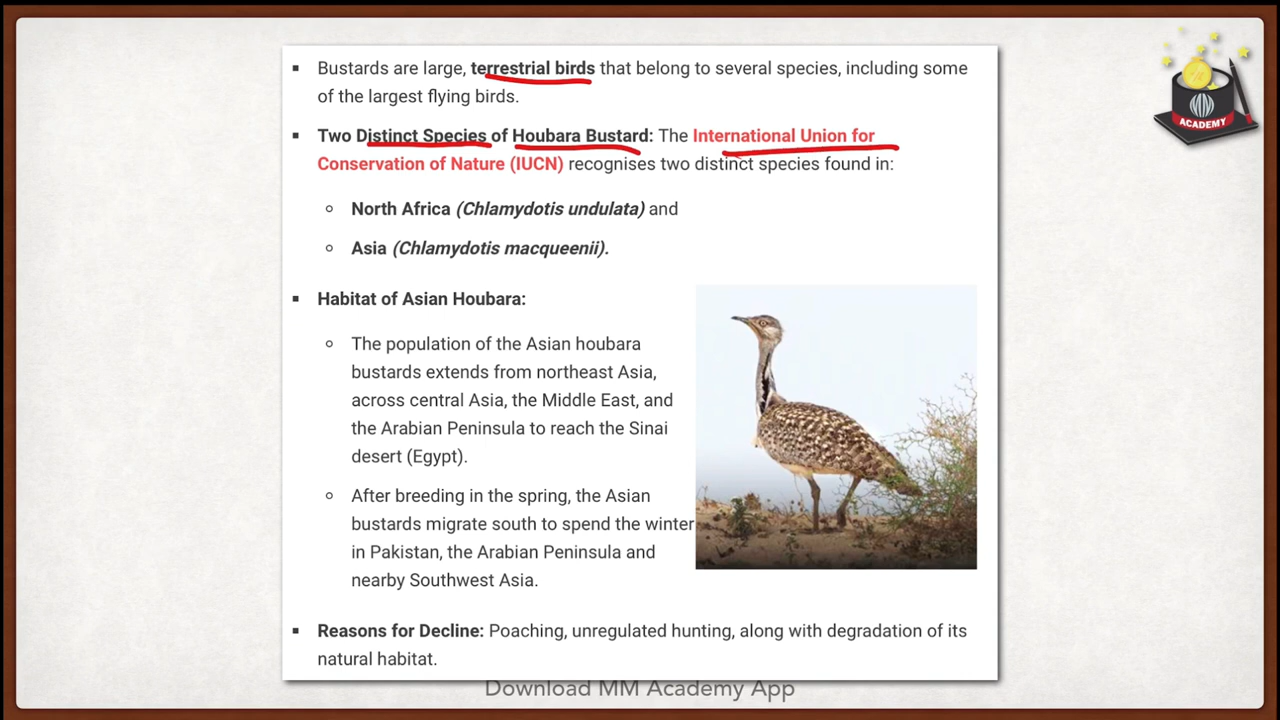 ▪ Bustards are large, terrestrial birds that belong to several species, including some
of the largest flying birds.
▪ Two Distinct Species of Houbara Bustard: The International Union for
Conservation of Nature (IUCN) recognises two distinct species found in:
○ North Africa (Chlamydotis undulata) and
○ Asia (Chlamydotis macqueenii).
▪ Habitat of Asian Houbara:
○ The population of the Asian houbara
bustards extends from northeast Asia,
across central Asia, the Middle East, and
the Arabian Peninsula to reach the Sinai
desert (Egypt).
○ After breeding in the spring, the Asian
bustards migrate south to spend the winter
in Pakistan, the Arabian Peninsula and
nearby Southwest Asia.
▪ Reasons for Decline: Poaching, unregulated hunting, along with degradation of its
natural habitat.
Download MM Academy App
ACADEMY